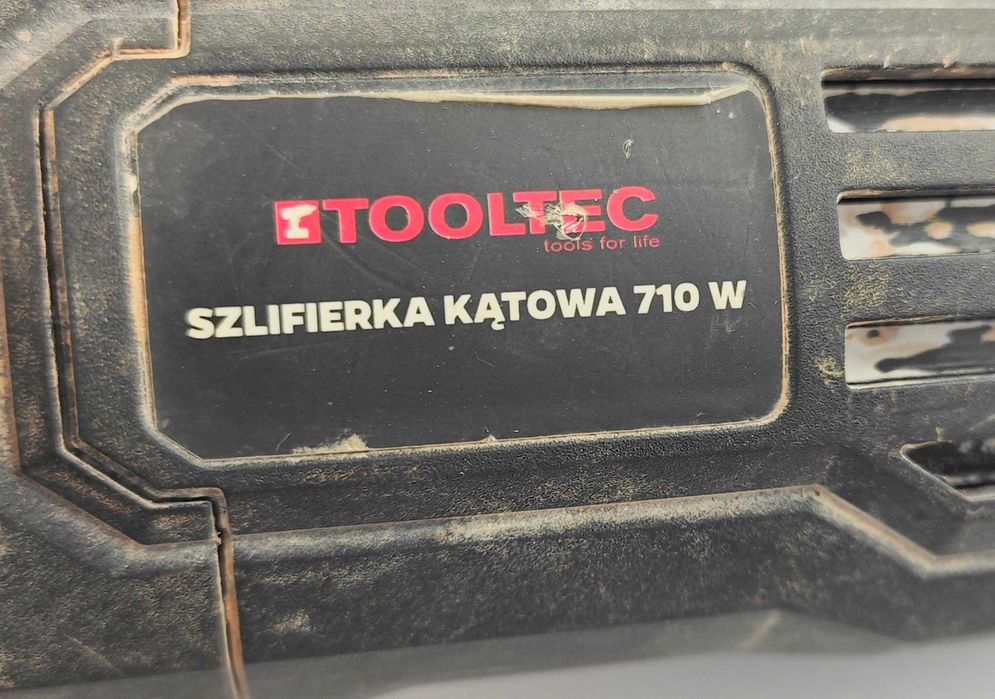 TOOLTEC
tools for life
SZLIFIERKA KĄTOWA 710 W